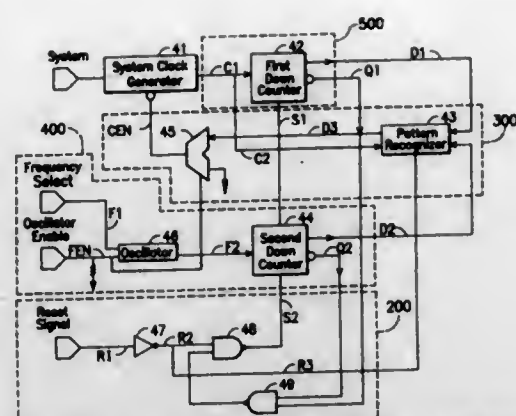 500
System
41
System Clock
Generator
C1
42
First
Down
Counter
D1
Q1
CEN
45
S1
D3
C2
43
Pattern
Recognizer
300
400
Frequency
Select
F1
Oscillator
Enable
FEN
46
Oscillator
F2
44
Second
Down
Counter
D2
Q2
200
Reset
Signal
R1
47
R2
48
S2
R3
49